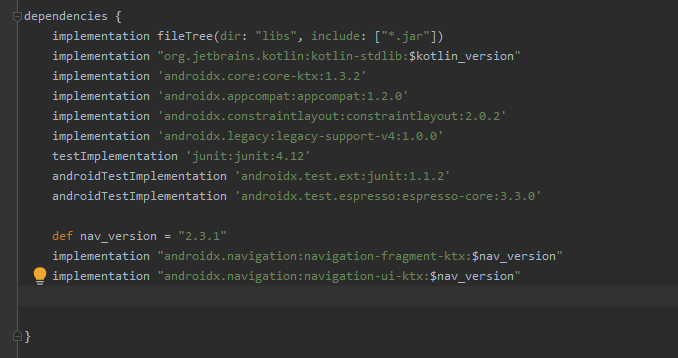 dependencies {
implementation fileTree(dir: "libs", include: ["*.jar"])
implementation "org.jetbrains.kotlin:kotlin-stdlib:$kotlin_version"
implementation 'androidx.core:core-ktx:1.3.2'
implementation 'androidx.appcompat:appcompat:1.2.0'
implementation 'androidx.constraintlayout:constraintlayout:2.0.2'
implementation 'androidx.legacy:legacy-support-v4:1.0.0'
testImplementation 'junit:junit:4.12'
androidTestImplementation 'androidx.test.ext:junit:1.1.2'
androidTestImplementation 'androidx.test.espresso:espresso-core:3.3.0'
def nav_version = "2.3.1"
implementation "androidx.navigation:navigation-fragment-ktx:$nav_version"
implementation "androidx.navigation:navigation-ui-ktx:$nav_version"
}